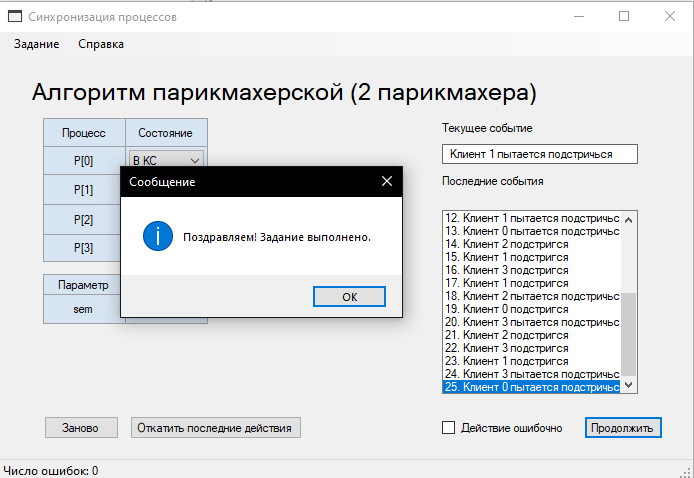 Синхронизация процессов
Задание Справка
Алгоритм парикмахерской (2 парикмахера)
Процесс Состояние
P[0] В КС
P[1]
P[2]
P[3]
Параметр
sem
Сообщение
Поздравляем! Задание выполнено.
ОК
Текущее событие
Клиент 1 пытается подстричься
Последние события
12. Клиент 1 пытается подстричьс
13. Клиент 0 пытается подстричьс
14. Клиент 2 подстригся
15. Клиент 1 подстригся
16. Клиент 3 подстригся
17. Клиент 1 подстригся
18. Клиент 2 пытается подстричьс
19. Клиент 0 подстригся
20. Клиент 3 пытается подстричьс
21. Клиент 2 подстригся
22. Клиент 3 подстригся
23. Клиент 1 подстригся
24. Клиент 3 пытается подстричьс
25. Клиент 0 пытается подстричьс
Заново Откатить последние действия
Действие ошибочно Продолжить
Число ошибок: 0